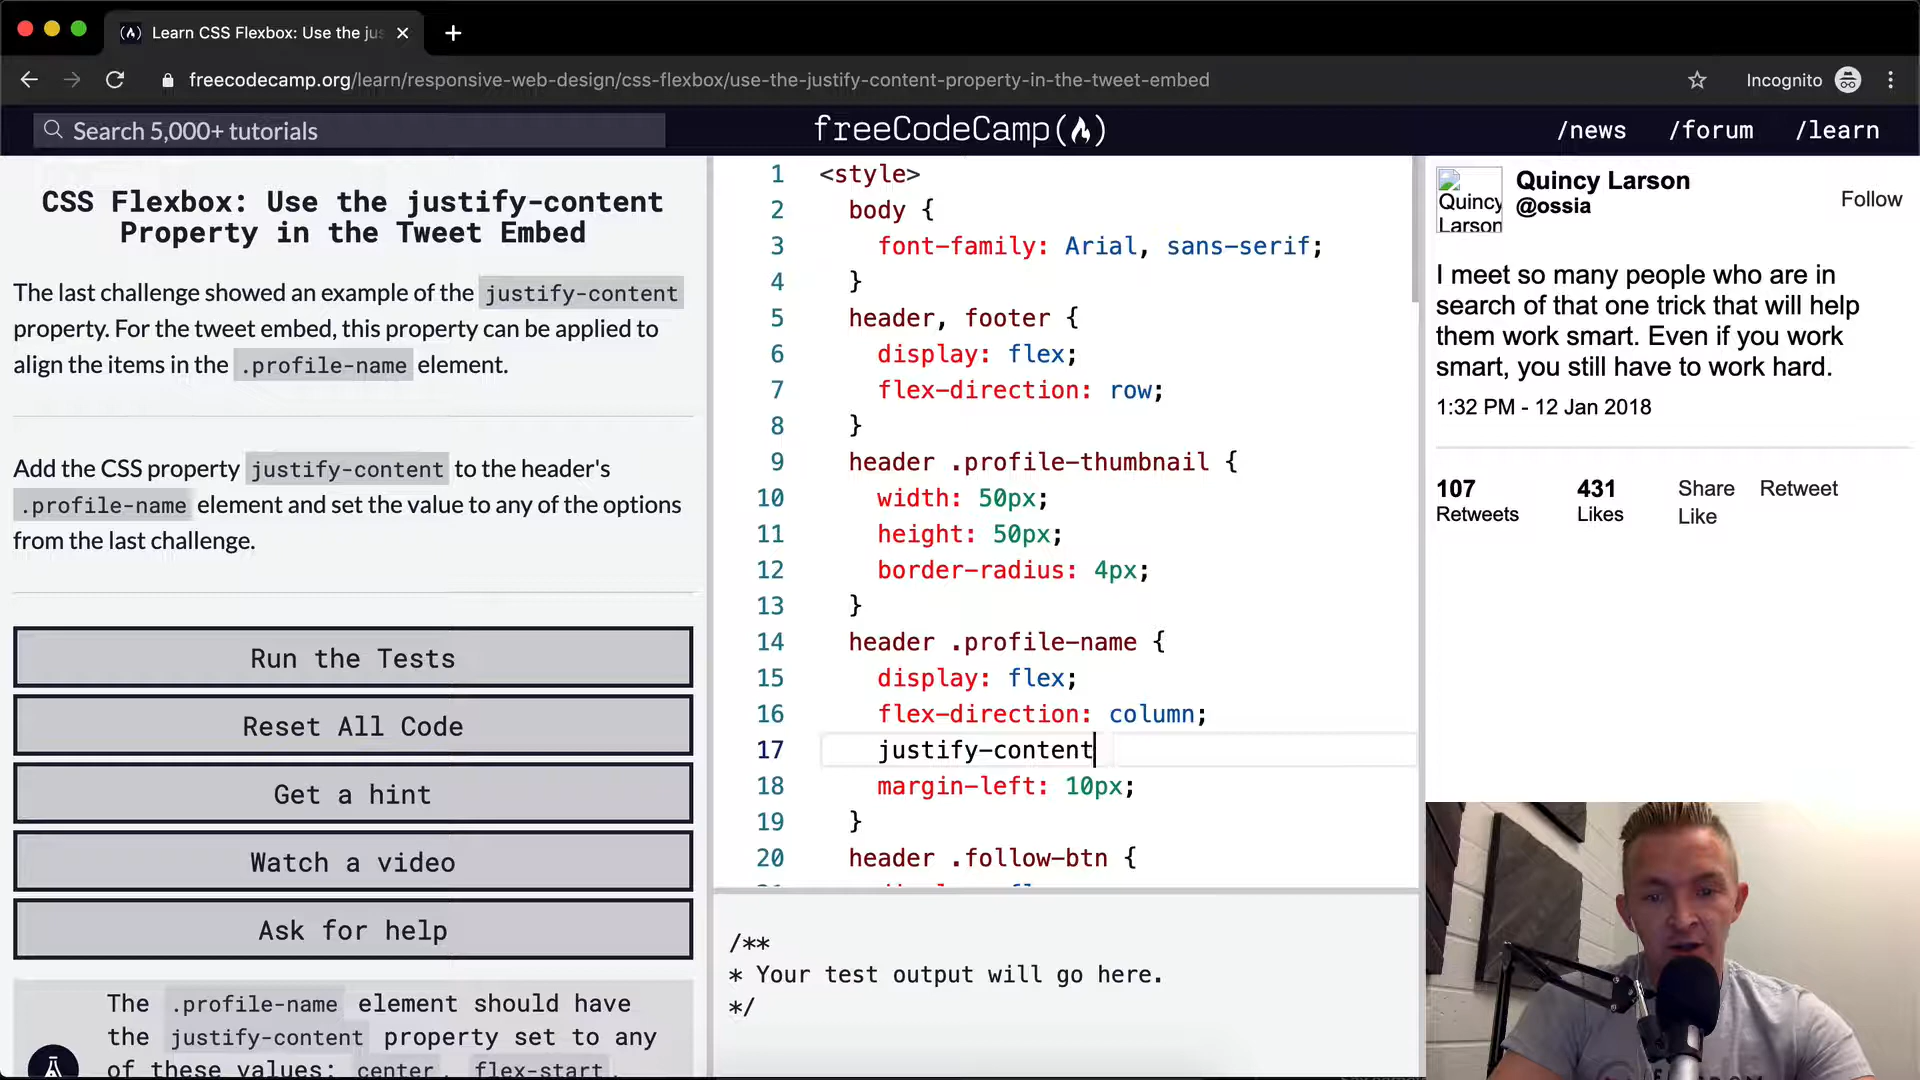 Learn CSS Flexbox: Use the jus
freecodecamp.org/learn/responsive-web-design/css-flexbox/use-the-justify-content-property-in-the-tweet-embed
Incognito
Search 5,000+ tutorials
freeCodeCamp
/news /forum /learn
CSS Flexbox: Use the justify-content
Property in the Tweet Embed
The last challenge showed an example of the justify-content
property. For the tweet embed, this property can be applied to
align the items in the .profile-name element.
Add the CSS property justify-content to the header's
.profile-name element and set the value to any of the options
from the last challenge.
Run the Tests
Reset All Code
Get a hint
Watch a video
Ask for help
The .profile-name element should have
the justify-content property set to any
of these values: center, flex-start,
1 <style>
2 body {
3 font-family: Arial, sans-serif;
4 }
5 header, footer {
6 display: flex;
7 flex-direction: row;
8 }
9 header .profile-thumbnail {
10 width: 50px;
11 height: 50px;
12 border-radius: 4px;
13 }
14 header .profile-name {
15 display: flex;
16 flex-direction: column;
17 justify-content
18 margin-left: 10px;
19 }
20 header .follow-btn {
/**
* Your test output will go here.
*/
Quincy
Larson
Quincy Larson
@ossia
Follow
I meet so many people who are in
search of that one trick that will help
them work smart. Even if you work
smart, you still have to work hard.
1:32 PM - 12 Jan 2018
107
Retweets
431
Likes
Share Retweet
Like